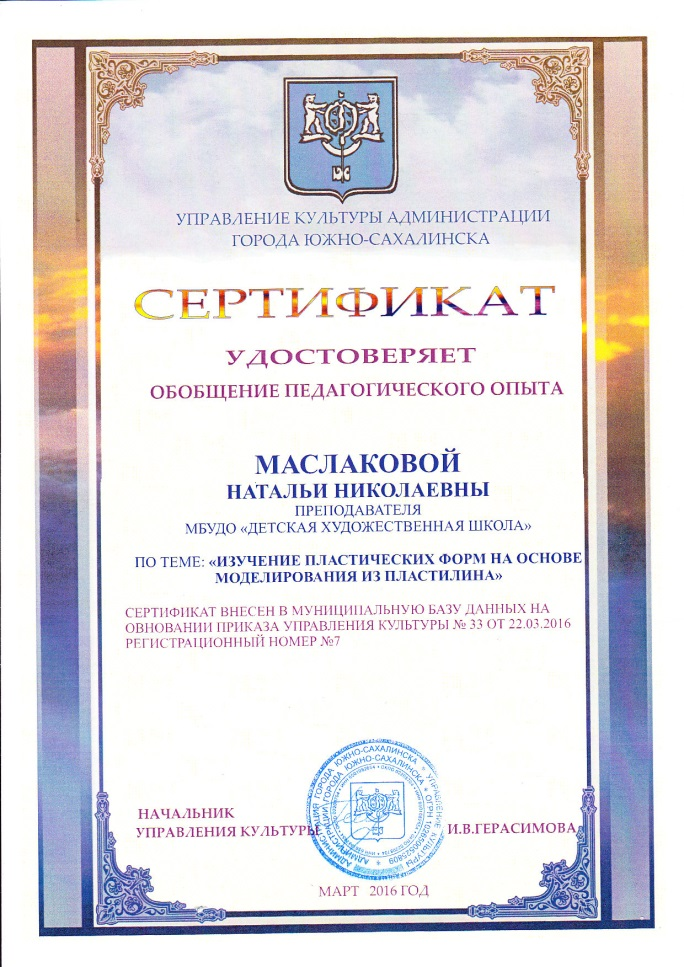 УПРАВЛЕНИЕ КУЛЬТУРЫ АДМИНИСТРАЦИИ
ГОРОДА ЮЖНО-САХАЛИНСКА
СЕРТИФИКАТ
УДОСТОВЕРЯЕТ
ОБОБЩЕНИЕ ПЕДАГОГИЧЕСКОГО ОПЫТА
МАСЛАКОВОЙ
НАТАЛЬИ НИКОЛАЕВНЫ
ПРЕПОДАВАТЕЛЯ
МБУДО «ДЕТСКАЯ ХУДОЖЕСТВЕННАЯ ШКОЛА»
ПО ТЕМЕ: «ИЗУЧЕНИЕ ПЛАСТИЧЕСКИХ ФОРМ НА ОСНОВЕ
МОДЕЛИРОВАНИЯ ИЗ ПЛАСТИЛИНА»
СЕРТИФИКАТ ВНЕСЕН В МУНИЦИПАЛЬНУЮ БАЗУ ДАННЫХ НА
ОВНОВАНИИ ПРИКАЗА УПРАВЛЕНИЯ КУЛЬТУРЫ № 33 ОТ 22.03.2016
РЕГИСТРАЦИОННЫЙ НОМЕР №7
НАЧАЛЬНИК
УПРАВЛЕНИЯ КУЛЬТУРЫ
И.В.ГЕРАСИМОВА
УПРАВЛЕНИЕ КУЛЬТУРЫ
АДМИНИСТРАЦИЯ ГОРОДА ЮЖНО-САХАЛИНСКА
МАРТ 2016 ГОД